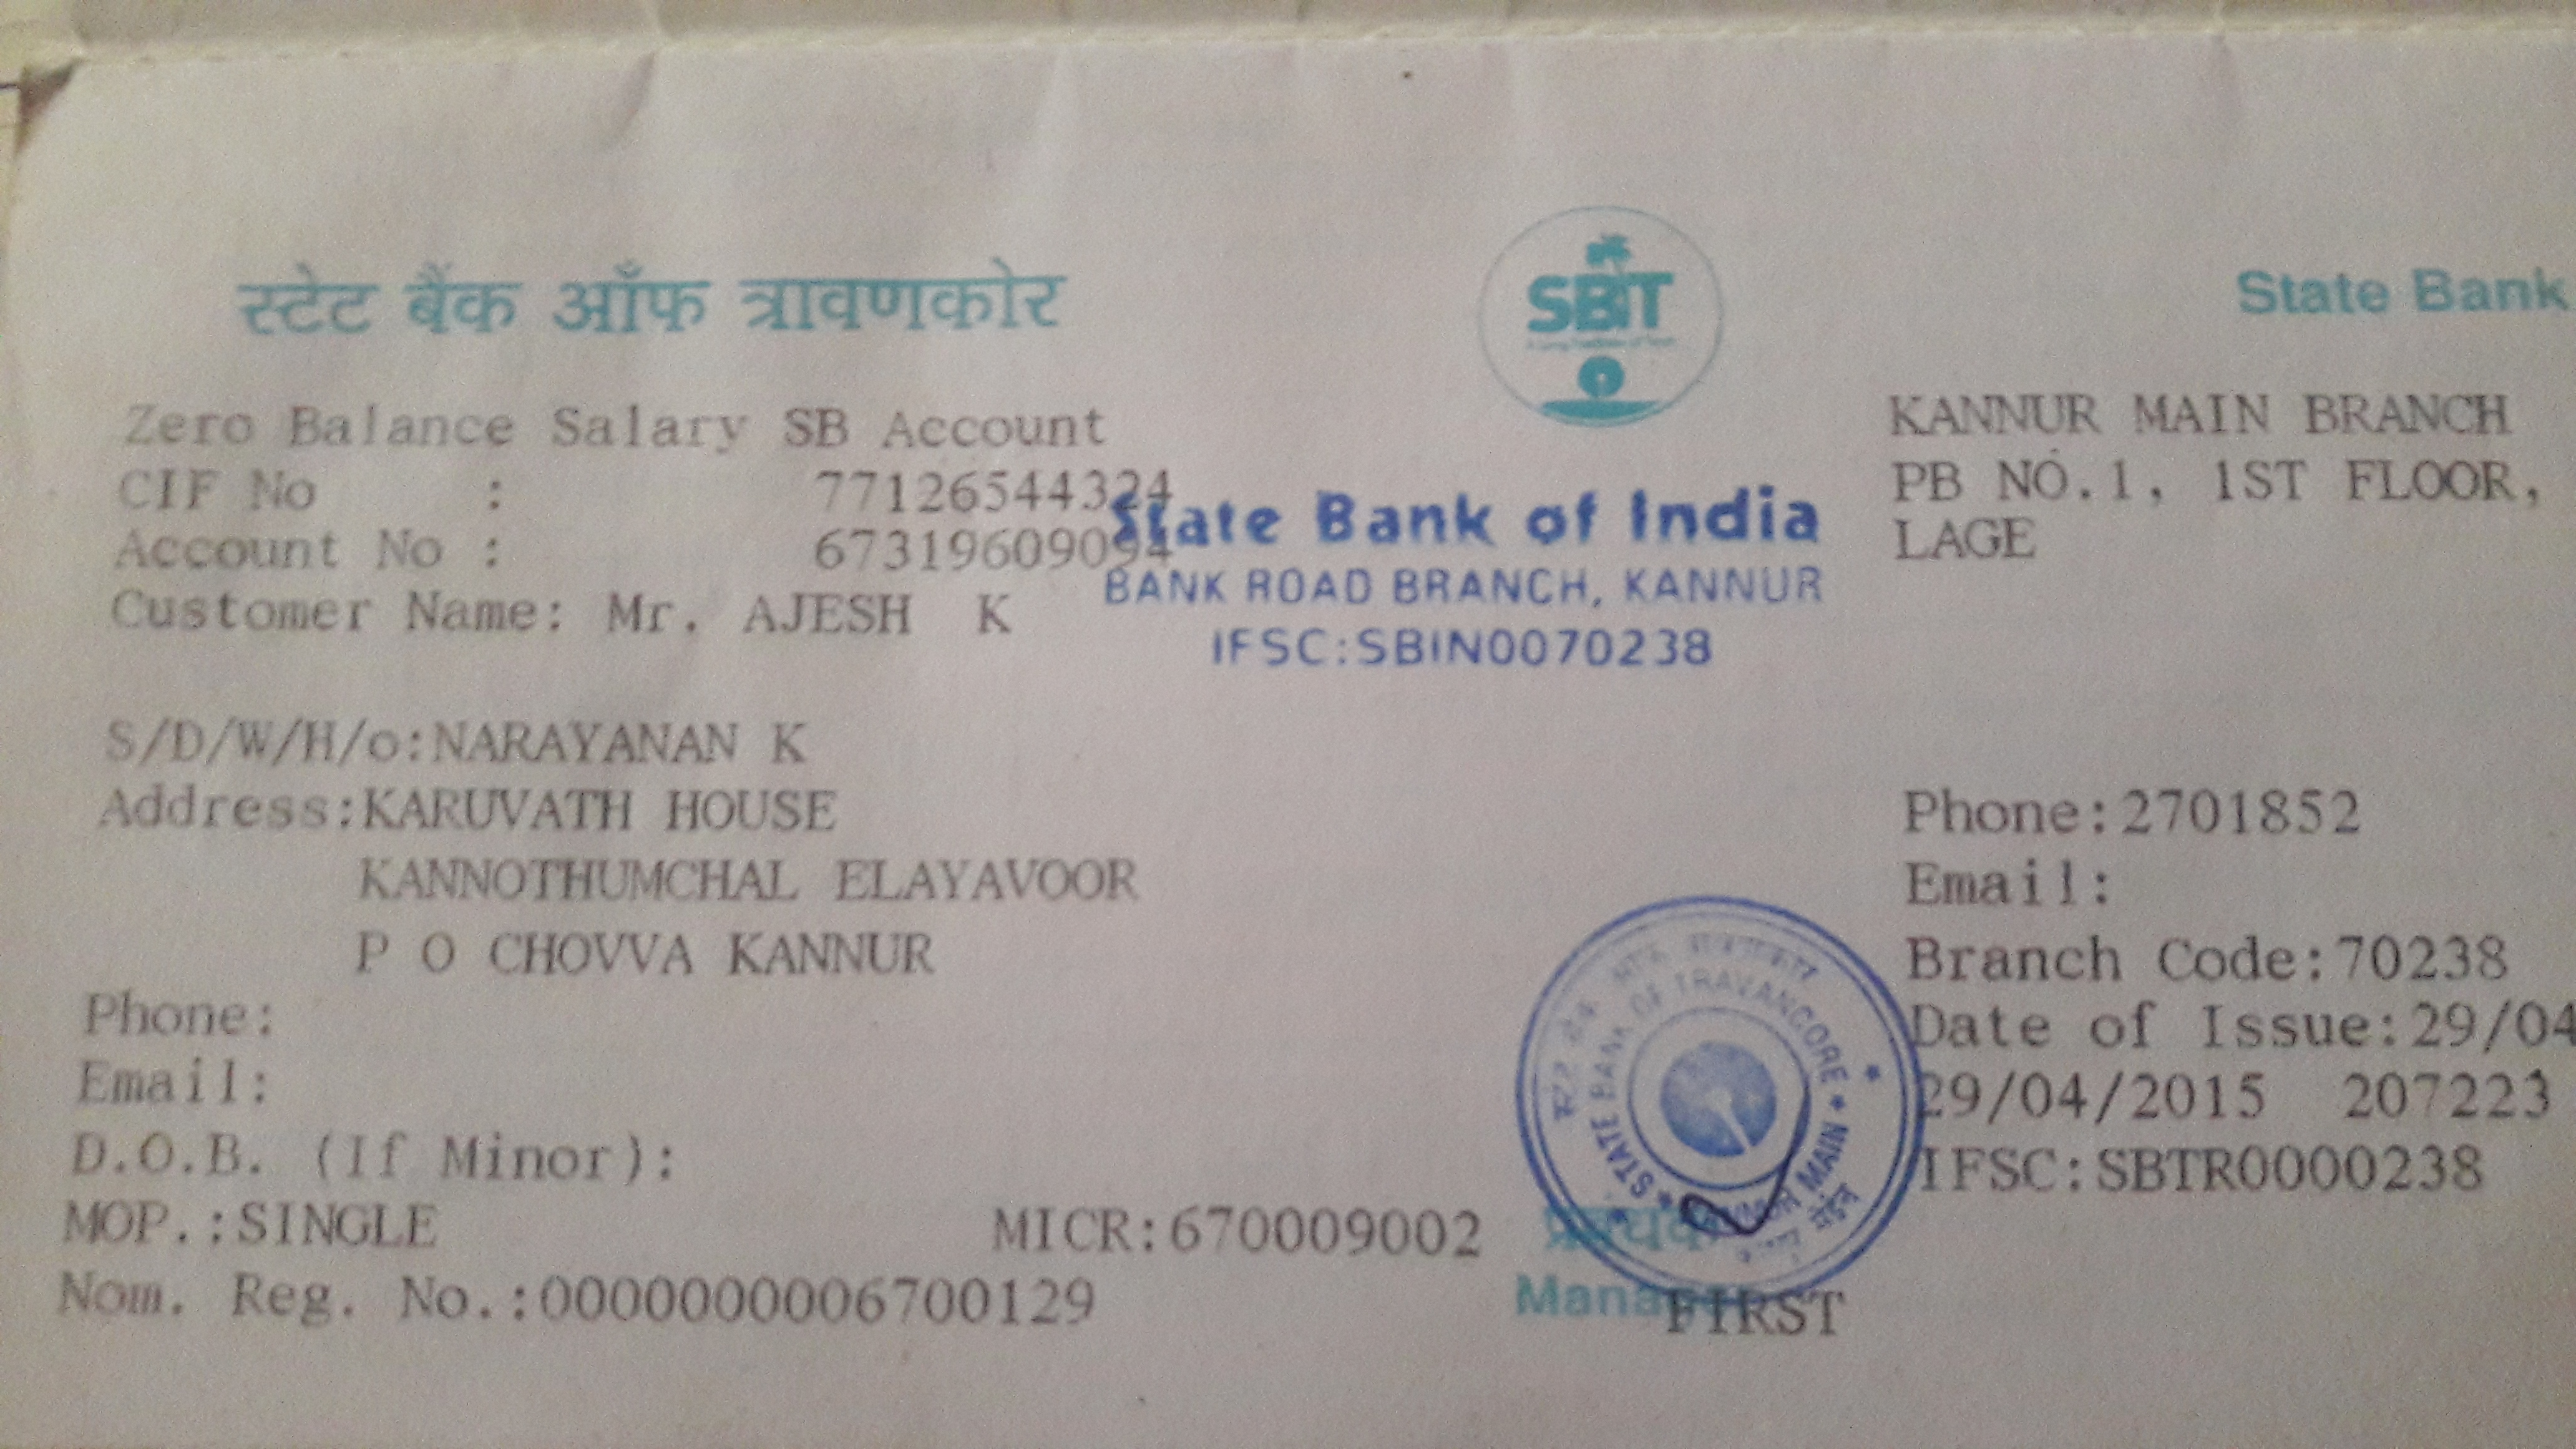 स्टेट बैंक ऑफ त्रावणकोर
SBT
State Bank
Zero Balance Salary SB Account
CIF No : 77126544324
Account No : 67319609094
Customer Name: Mr. AJESH K
State Bank of India
BANK ROAD BRANCH, KANNUR
IFSC:SBIN0070238
KANNUR MAIN BRANCH
PB NO.1, 1ST FLOOR,
LAGE
S/D/W/H/o:NARAYANAN K
Address:KARUVATH HOUSE
KANNOTHUMCHAL ELAYAVOOR
P O CHOVVA KANNUR
Phone:
Email:
D.O.B. (If Minor):
MOP.:SINGLE
MICR:670009002
Nom. Reg. No.:0000000006700129
Phone:2701852
Email:
Branch Code:70238
Date of Issue:29/04
29/04/2015 207223
IFSC:SBTR0000238
STATE BANK OF TRAVANCORE
MAIN
FIRST